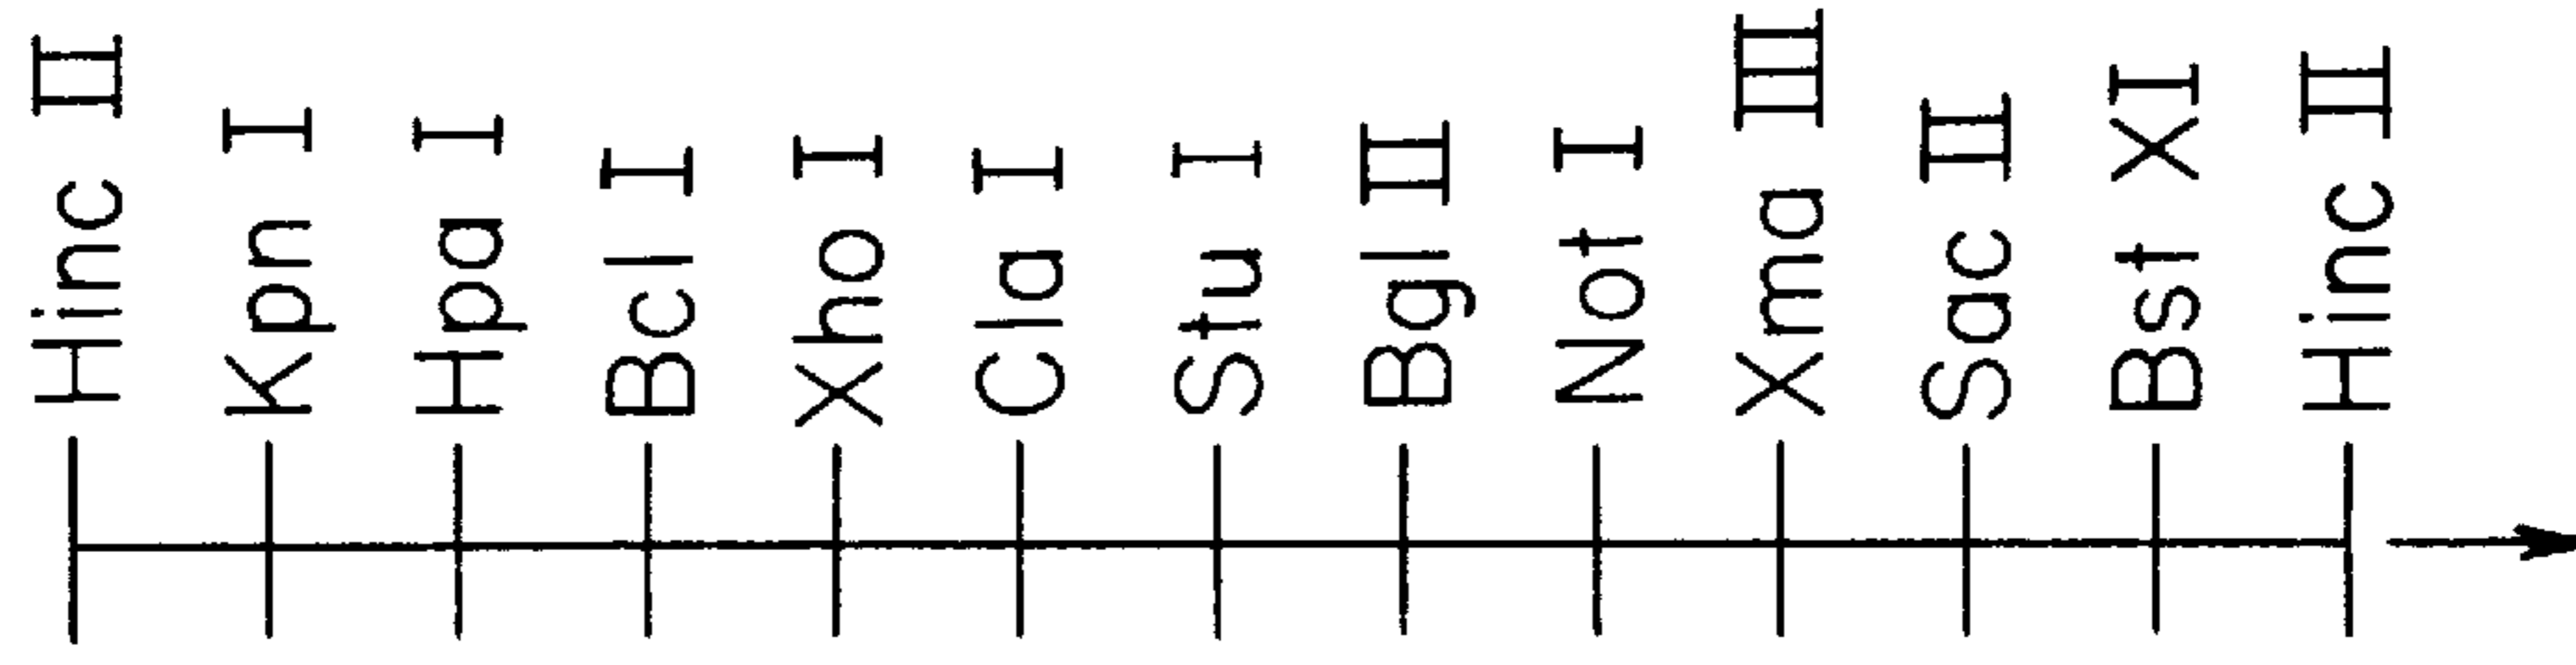 Hinc II
Kpn I
Hpa I
Bcl I
Xho I
Cla I
Stu I
Bgl II
Not I
Xma III
Sac II
Bst XI
Hinc II